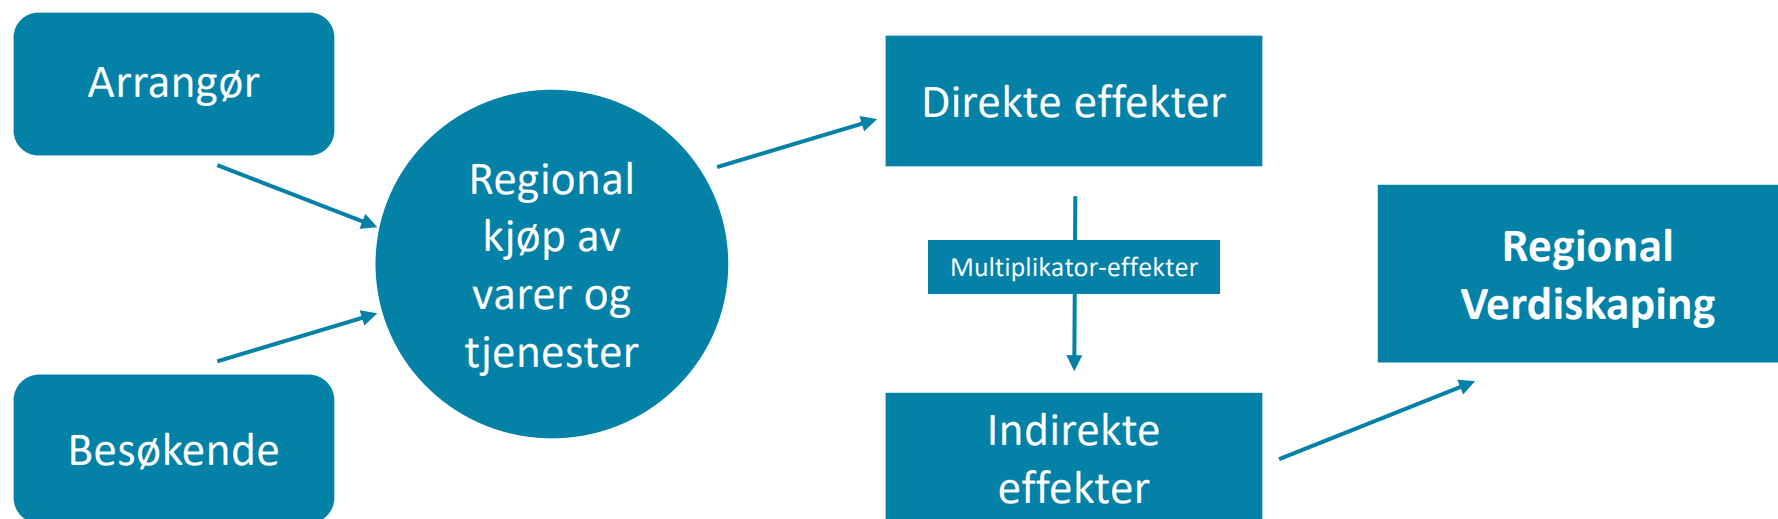 Arrangør
Besøkende
Regional
kjøp av
varer og
tjenester
Direkte effekter
Multiplikator-effekter
Indirekte
effekter
Regional
Verdiskaping